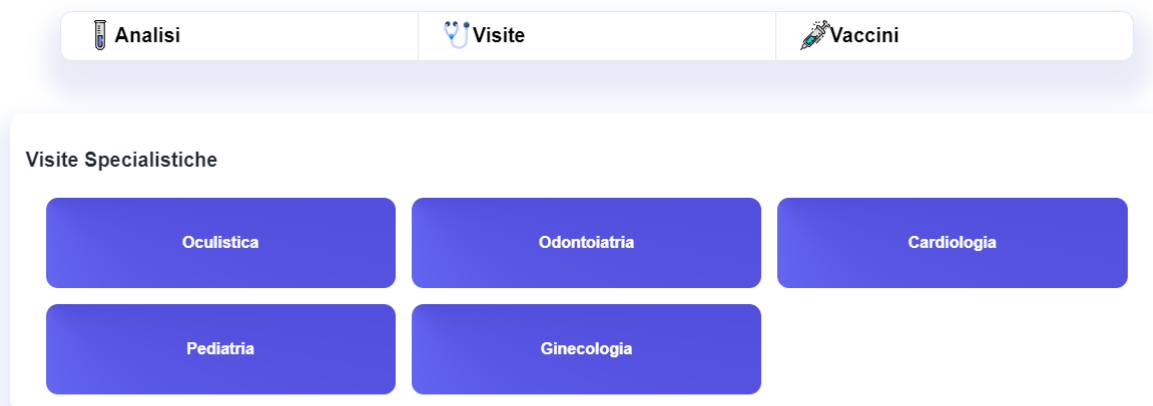 Analisi Visite Vaccini
Visite Specialistiche
Oculistica Odontoiatria Cardiologia
Pediatria Ginecologia